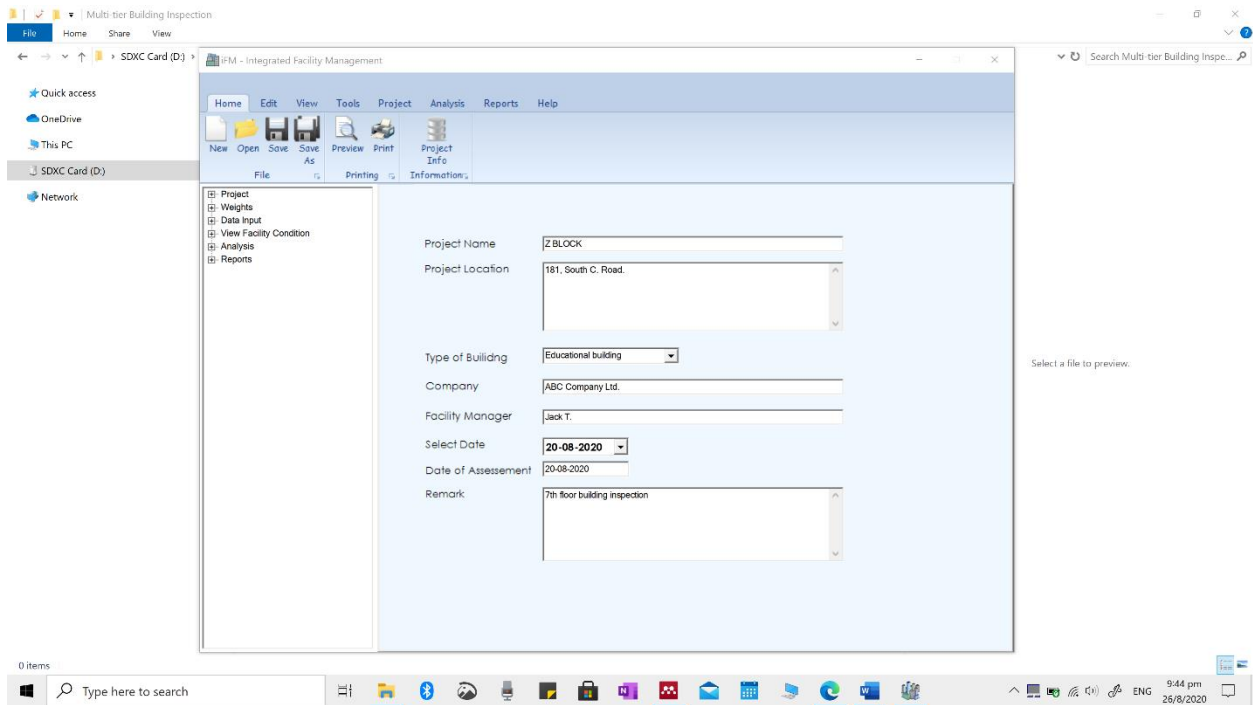 Multi-tier Building Inspection
File Home Share View
SDXC Card (D:) Search Multi-tier Building Inspe...
iFM - Integrated Facility Management
Quick access
OneDrive
This PC
SDXC Card (D:)
Network
Home Edit View Tools Project Analysis Reports Help
New Open Save Save As Preview Print Project Info
File Printing Information
Project
Weights
Data Input
View Facility Condition
Analysis
Reports
Project Name Z BLOCK
Project Location 181, South C. Road.
Type of Builidng Educational building
Company ABC Company Ltd.
Facility Manager Jack T.
Select Date 20-08-2020
Date of Assessement 20-08-2020
Remark 7th floor building inspection
Select a file to preview.
0 items
Type here to search
ENG 9:44 pm
26/8/2020